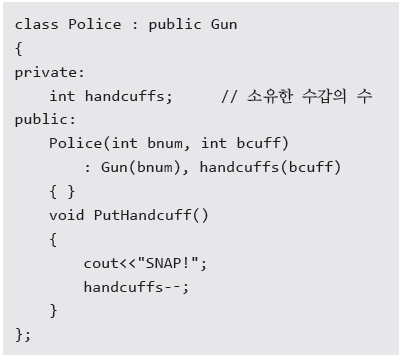 class Police : public Gun
{
private:
    int handcuffs;     // 소유한 수갑의 수
public:
    Police(int bnum, int bcuff)
        : Gun(bnum), handcuffs(bcuff)
    { }
    void PutHandcuff()
    {
        cout<<"SNAP!";
        handcuffs--;
    }
};